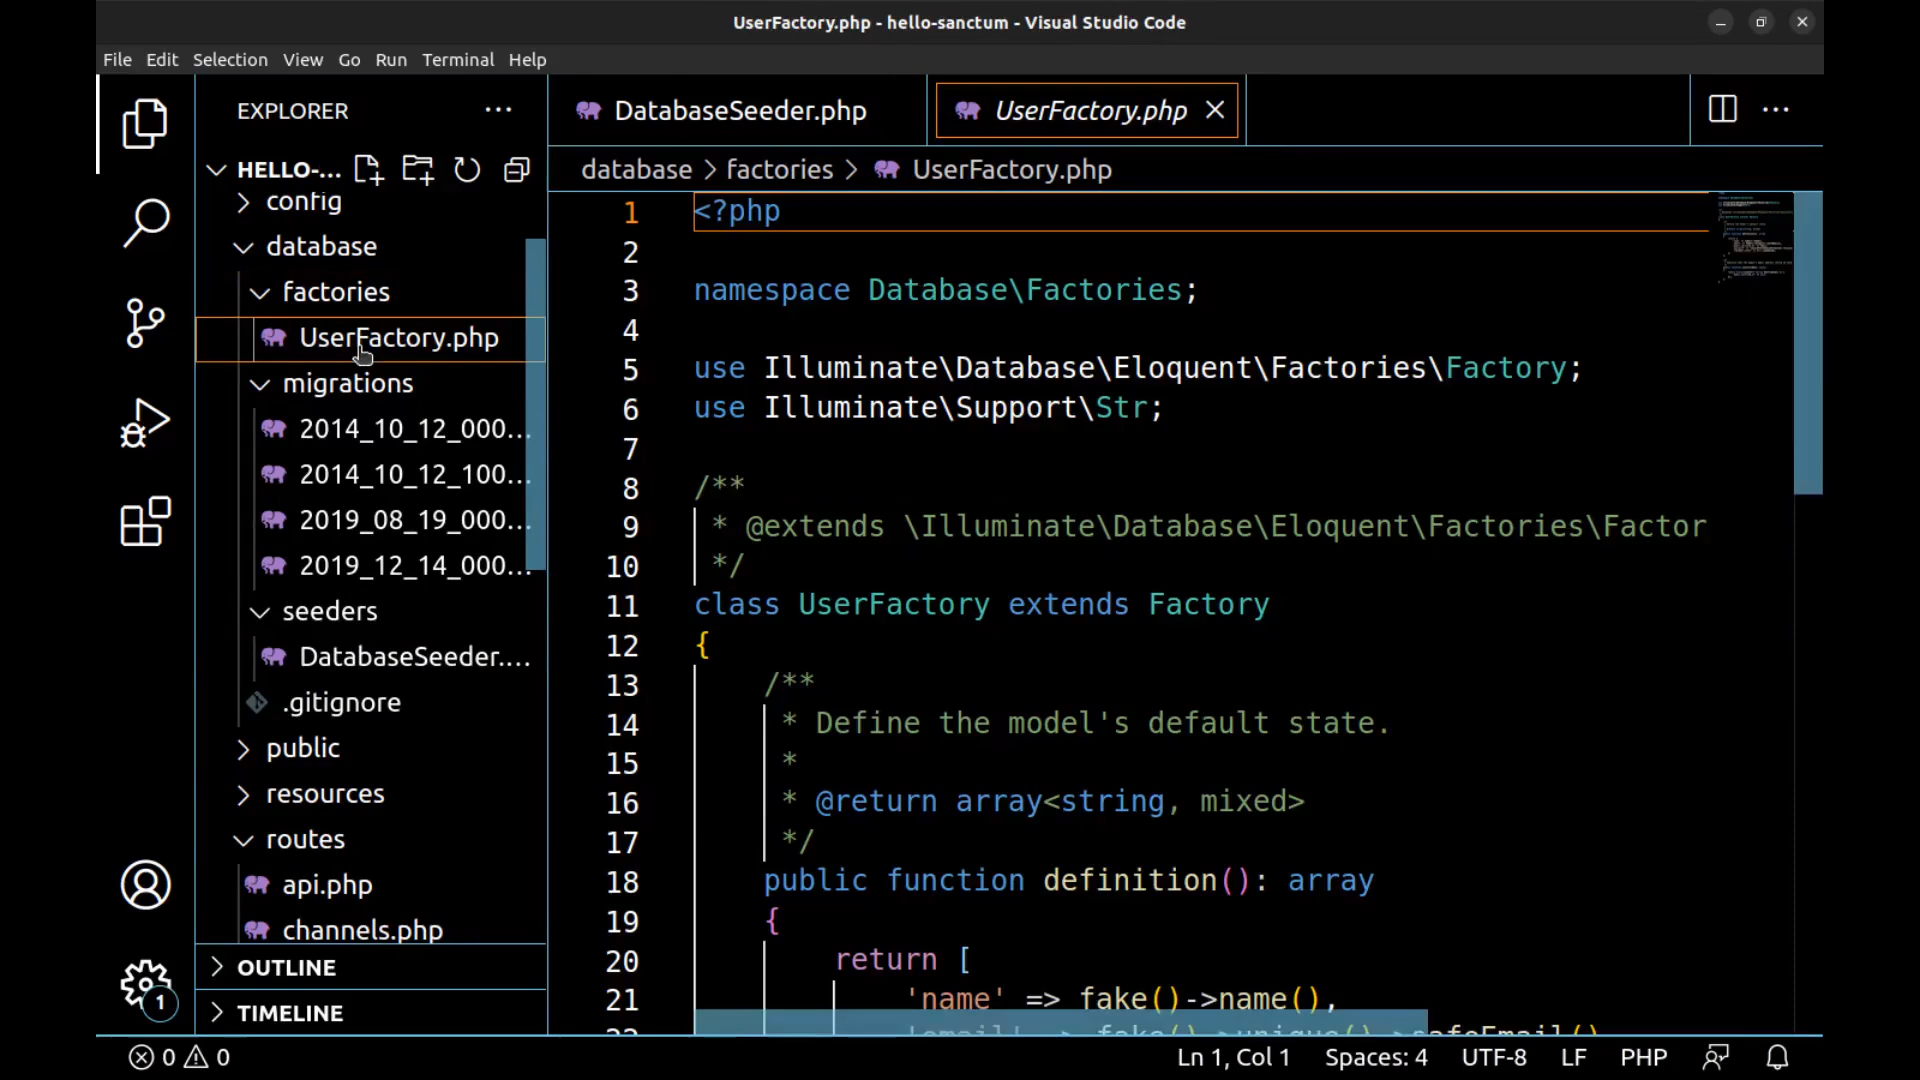 UserFactory.php - hello-sanctum - Visual Studio Code
File Edit Selection View Go Run Terminal Help
EXPLORER
HELLO-...
config
database
factories
UserFactory.php
migrations
2014_10_12_000...
2014_10_12_100...
2019_08_19_000...
2019_12_14_000...
seeders
DatabaseSeeder....
.gitignore
public
resources
routes
api.php
channels.php
OUTLINE
TIMELINE
1
DatabaseSeeder.php UserFactory.php
database > factories > UserFactory.php
1 <?php
2
3 namespace Database\Factories;
4
5 use Illuminate\Database\Eloquent\Factories\Factory;
6 use Illuminate\Support\Str;
7
8 /**
9 * @extends \Illuminate\Database\Eloquent\Factories\Factor
10 */
11 class UserFactory extends Factory
12 {
13 /**
14 * Define the model's default state.
15 *
16 * @return array<string, mixed>
17 */
18 public function definition(): array
19 {
20 return [
21 'name' => fake()->name(),
22 'email' => fake()->unique()->safeEmail()
0 0 Ln 1, Col 1 Spaces: 4 UTF-8 LF PHP